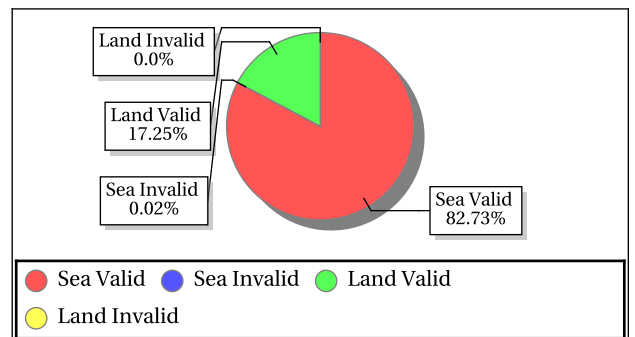 Land Invalid
0.0%
Land Valid
17.25%
Sea Invalid
0.02%
Sea Valid
82.73%
Sea Valid Sea Invalid Land Valid
Land Invalid